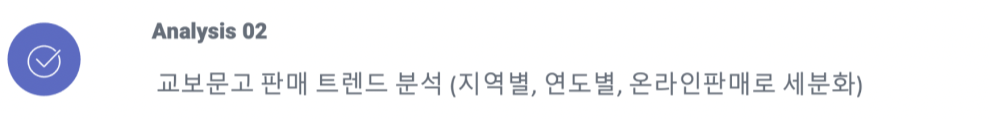 Analysis 02
교보문고 판매 트렌드 분석 (지역별, 연도별, 온라인판매로 세분화)